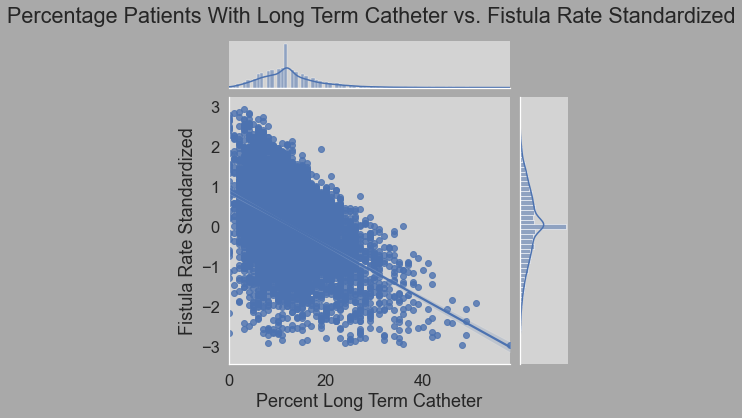 Percentage Patients With Long Term Catheter vs. Fistula Rate Standardized
3
2
1
0
−1
−2
−3
Fistula Rate Standardized
0 20 40
Percent Long Term Catheter